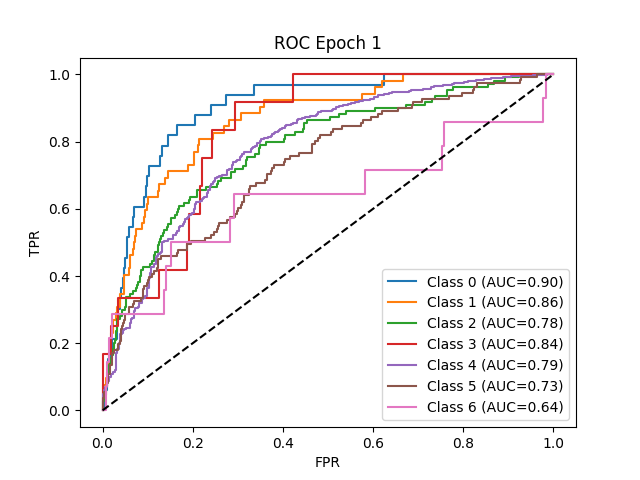 ROC Epoch 1
TPR
1.0
0.8
0.6
0.4
0.2
0.0
Class 0 (AUC=0.90)
Class 1 (AUC=0.86)
Class 2 (AUC=0.78)
Class 3 (AUC=0.84)
Class 4 (AUC=0.79)
Class 5 (AUC=0.73)
Class 6 (AUC=0.64)
0.0 0.2 0.4 0.6 0.8 1.0
FPR